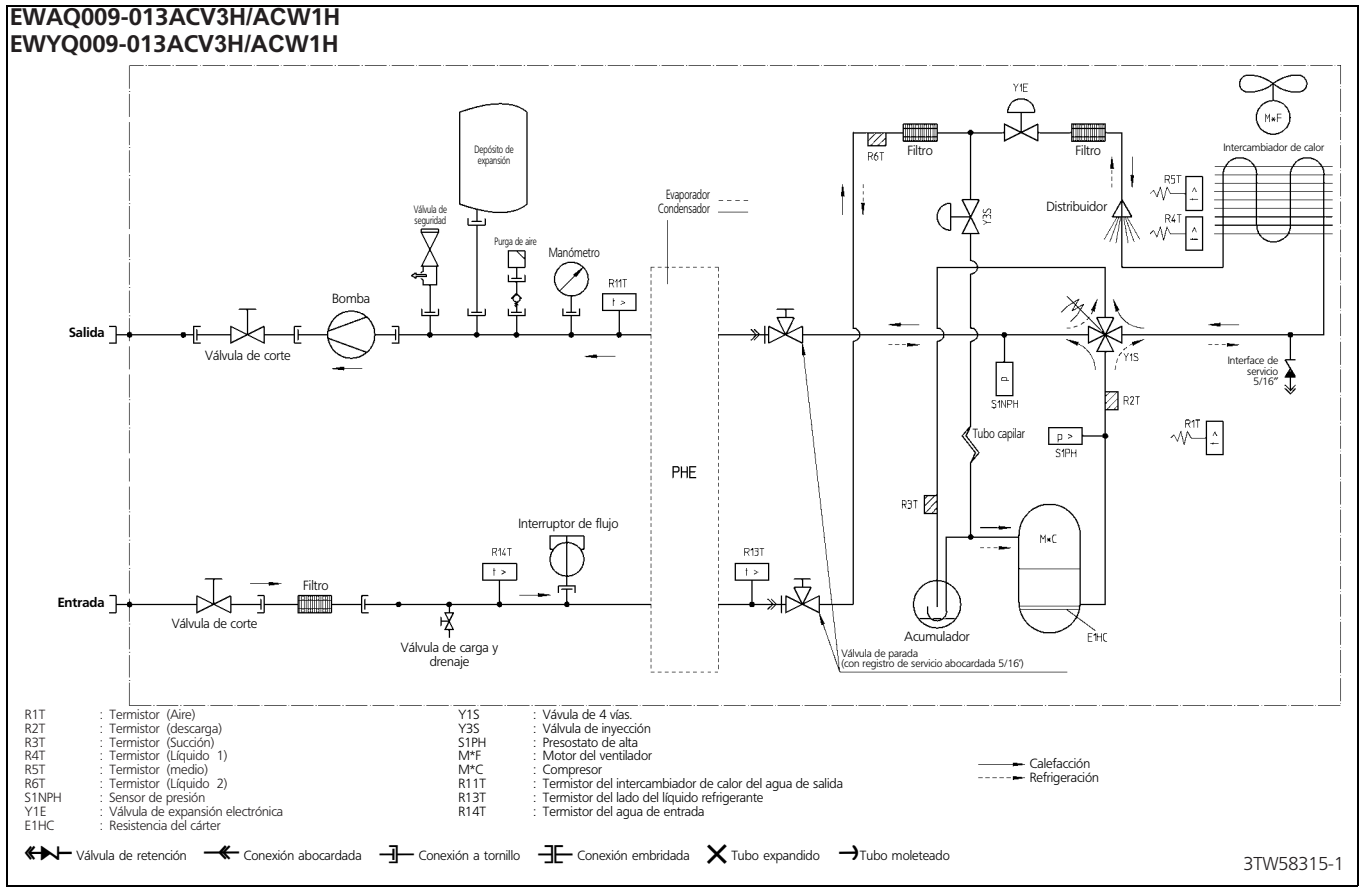 EWAQ009-013ACV3H/ACW1H
EWYQ009-013ACV3H/ACW1H
Depósito de
expansión
Válvula de
seguridad
Purga de aire
Manómetro
R11T
t >
Bomba
Salida
Válvula de corte
Evaporador
Condensador
PHE
Y1E
R6T
Filtro
Filtro
M*F
Intercambiador de calor
R5T
R4T
Distribuidor
Y3S
Y1S
Interface de
servicio
5/16"
p
S1NPH
R2T
R1T
Tubo capilar
p >
S1PH
R3T
M*C
Interruptor de flujo
R14T
t >
R13T
t >
Entrada
Filtro
Válvula de corte
Válvula de carga y
drenaje
Acumulador
E1HC
Válvula de parada
(con registro de servicio abocardada 5/16')
R1T : Termistor (Aire)
R2T : Termistor (descarga)
R3T : Termistor (Succión)
R4T : Termistor (Líquido 1)
R5T : Termistor (medio)
R6T : Termistor (Líquido 2)
S1NPH : Sensor de presión
Y1E : Válvula de expansión electrónica
E1HC : Resistencia del cárter
Y1S : Vávula de 4 vías.
Y3S : Válvula de inyección
S1PH : Presostato de alta
M*F : Motor del ventilador
M*C : Compresor
R11T : Termistor del intercambiador de calor del agua de salida
R13T : Termistor del lado del líquido refrigerante
R14T : Termistor del agua de entrada
Calefacción
Refrigeración
Válvula de retención
Conexión abocardada
Conexión a tornillo
Conexión embridada
Tubo expandido
Tubo moleteado
3TW58315-1